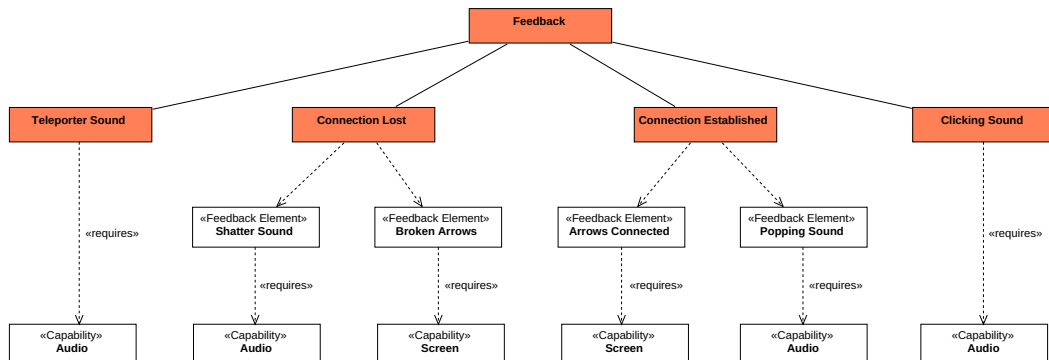 Feedback
Teleporter Sound
Connection Lost
Connection Established
Clicking Sound
«Feedback Element»
Shatter Sound
«Feedback Element»
Broken Arrows
«Feedback Element»
Arrows Connected
«Feedback Element»
Popping Sound
«requires»
«requires»
«requires»
«requires»
«requires»
«requires»
«Capability»
Audio
«Capability»
Audio
«Capability»
Screen
«Capability»
Screen
«Capability»
Audio
«Capability»
Audio